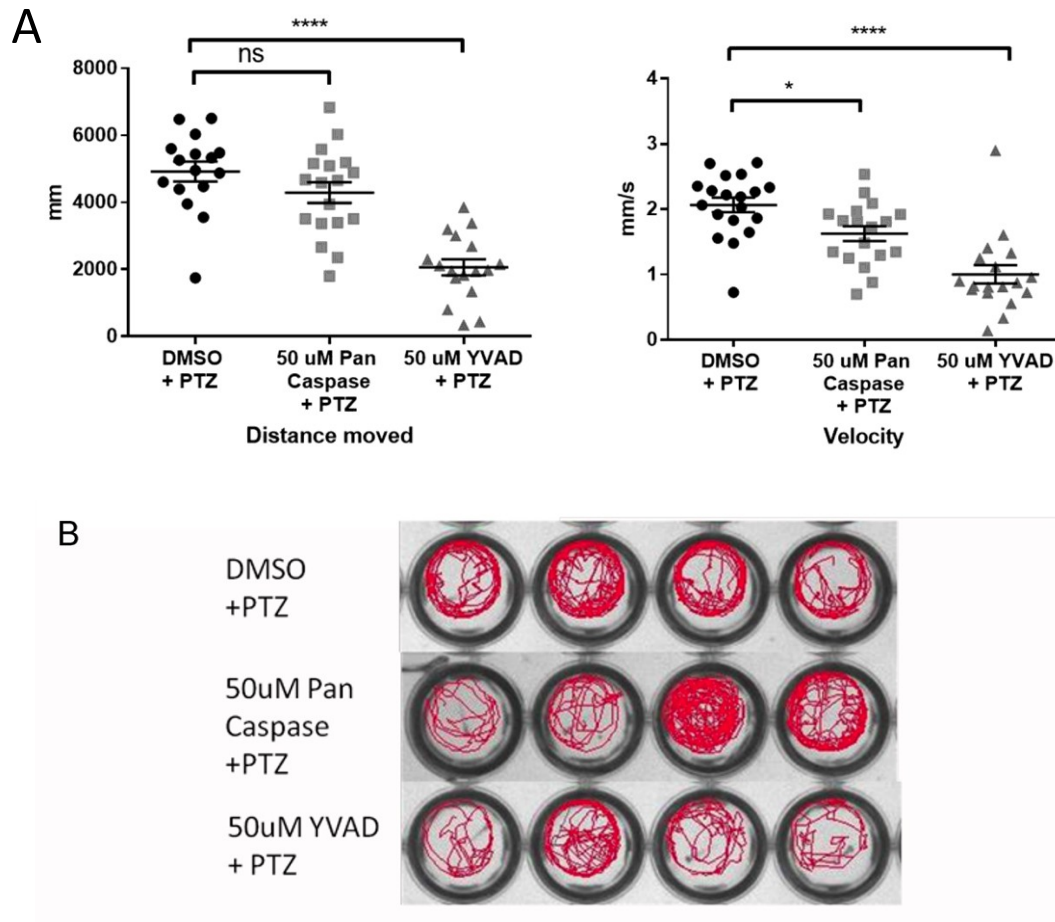 A
****
ns
8000
6000
4000
2000
0
mm
DMSO
+ PTZ
50 uM Pan
Caspase
+ PTZ
50 uM YVAD
+ PTZ
Distance moved
****
*
4
3
2
1
0
mm/s
DMSO
+ PTZ
50 uM Pan
Caspase
+ PTZ
50 uM YVAD
+ PTZ
Velocity
B
DMSO
+PTZ
50uM Pan
Caspase
+PTZ
50uM YVAD
+ PTZ